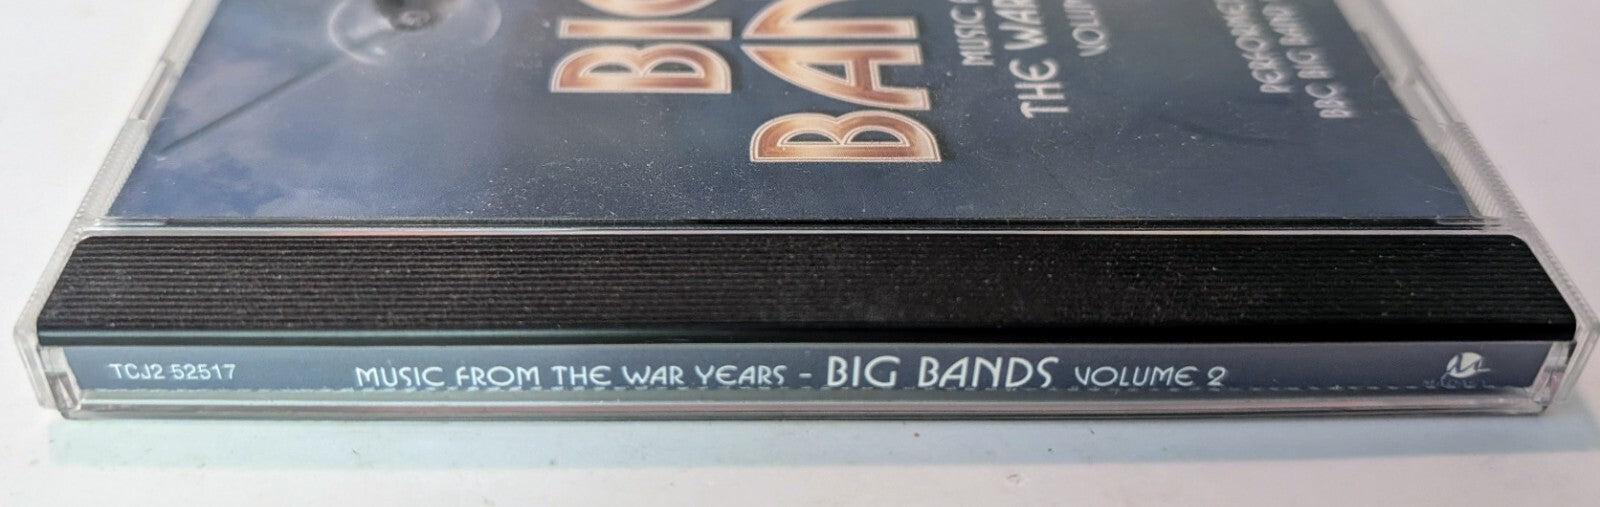 BIG
BAN
MUSIC
THE WAR
VOLUM
PERFORMED
BBC BIG BAND
TCJ2 52517 MUSIC FROM THE WAR YEARS - BIG BANDS VOLUME 2